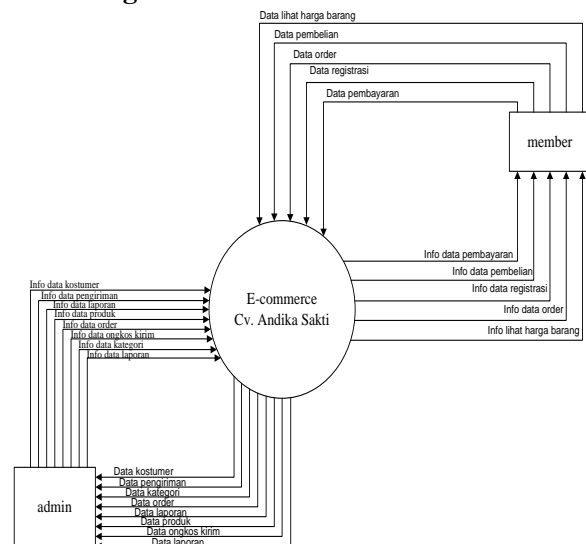 Data lihat harga barang
Data pembelian
Data order
Data registrasi
Data pembayaran
member
Info data pembayaran
Info data pembelian
Info data registrasi
Info data order
Info lihat harga barang
E-commerce
Cv. Andika Sakti
Info data kostumer
Info data pengiriman
Info data laporan
Info data produk
Info data order
Info data ongkos kirim
Info data kategori
Info data laporan
admin
Data kostumer
Data pengiriman
Data kategori
Data order
Data laporan
Data produk
Data ongkos kirim
Data laporan